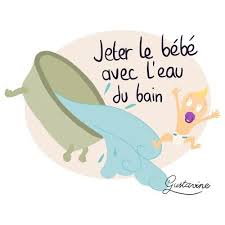 Jeter le bébé
avec l'eau
du bain
Gustavine